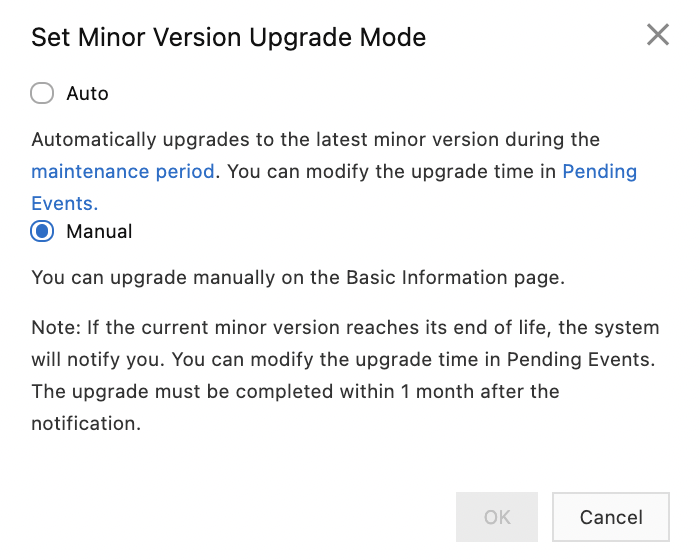 Set Minor Version Upgrade Mode
Auto
Automatically upgrades to the latest minor version during the
maintenance period. You can modify the upgrade time in Pending
Events.
Manual
You can upgrade manually on the Basic Information page.
Note: If the current minor version reaches its end of life, the system
will notify you. You can modify the upgrade time in Pending Events.
The upgrade must be completed within 1 month after the
notification.
OK
Cancel